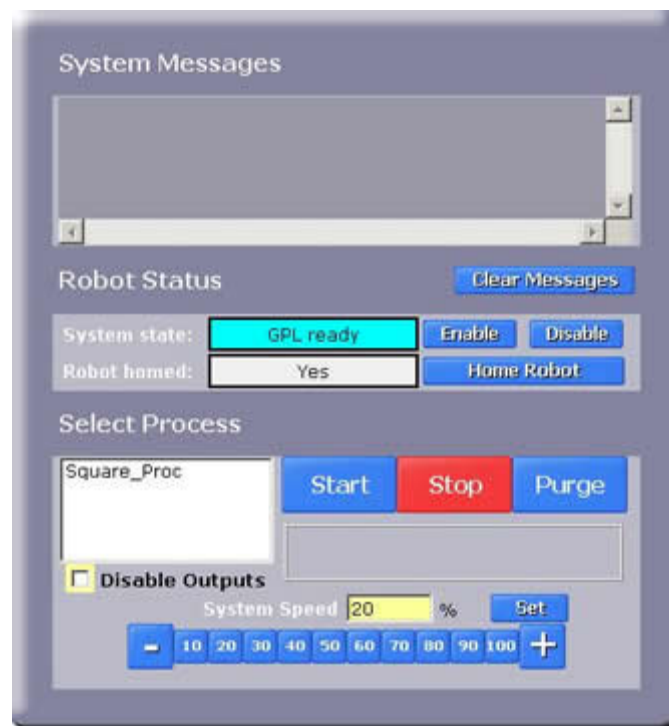 System Messages
Robot Status
Clear Messages
System state:
GPL ready
Enable
Disable
Robot homed:
Yes
Home Robot
Select Process
Square_Proc
Start
Stop
Purge
Disable Outputs
System Speed 20 % Set
- 10 20 30 40 50 60 70 80 90 100 +